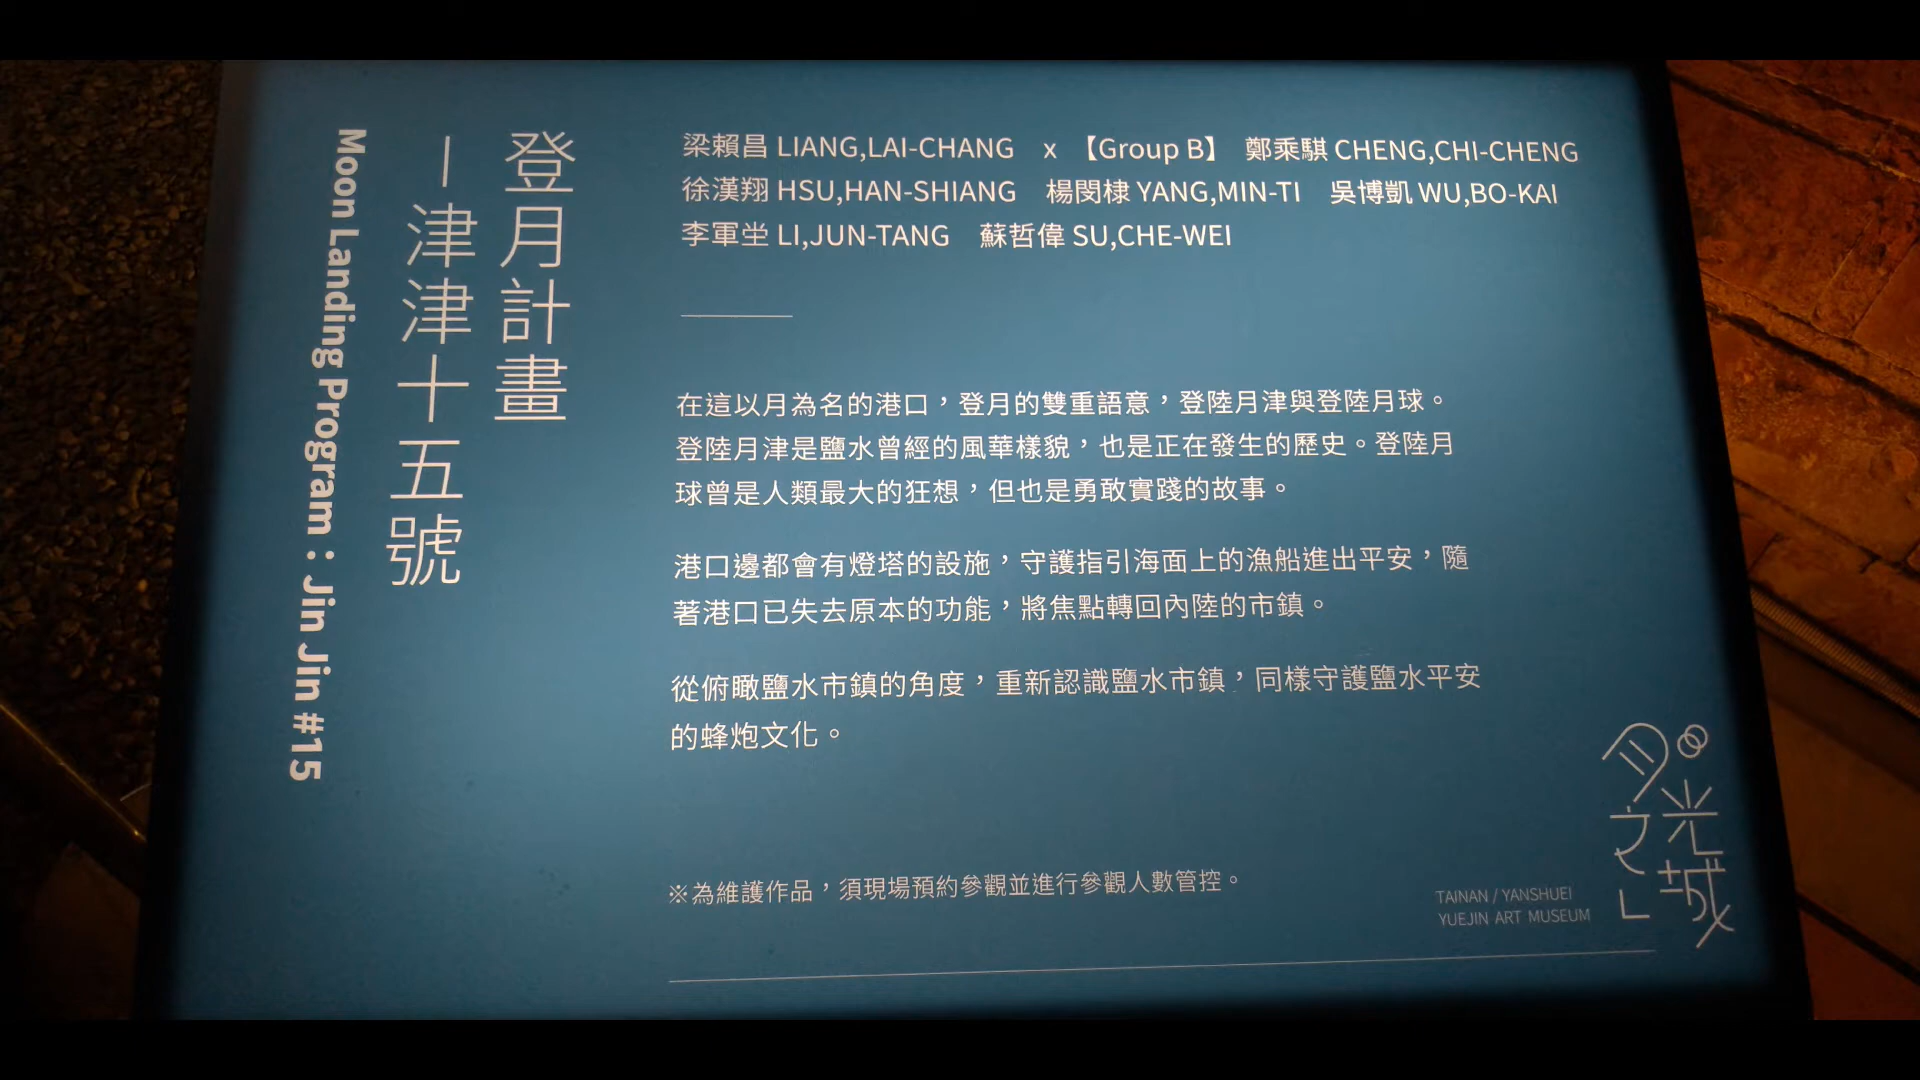 登月計畫
－津津十五號
Moon Landing Program：Jin Jin #15
梁賴昌 LIANG,LAI-CHANG x 【Group B】 鄭乘騏 CHENG,CHI-CHENG
徐漢翔 HSU,HAN-SHIANG 楊閔棣 YANG,MIN-TI 吳博凱 WU,BO-KAI
李軍坣 LI,JUN-TANG 蘇哲偉 SU,CHE-WEI
在這以月為名的港口，登月的雙重語意，登陸月津與登陸月球。
登陸月津是鹽水曾經的風華樣貌，也是正在發生的歷史。登陸月
球曾是人類最大的狂想，但也是勇敢實踐的故事。
港口邊都會有燈塔的設施，守護指引海面上的漁船進出平安，隨
著港口已失去原本的功能，將焦點轉回內陸的市鎮。
從俯瞰鹽水市鎮的角度，重新認識鹽水市鎮，同樣守護鹽水平安
的蜂炮文化。
※為維護作品，須現場預約參觀並進行參觀人數管控。
TAINAN / YANSHUEI
YUEJIN ART MUSEUM
月光之城